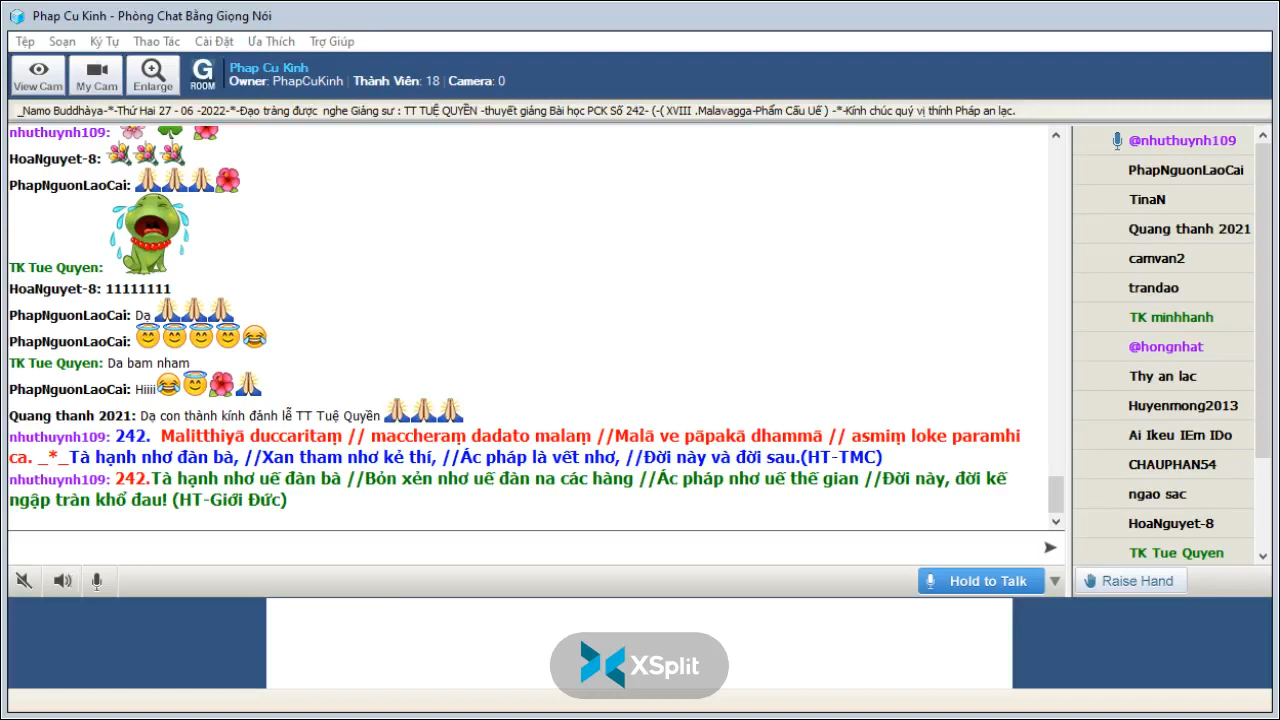 Phap Cu Kinh - Phòng Chat Bằng Giọng Nói
Tệp Soạn Ký Tự Thao Tác Cài Đặt Ưa Thích Trợ Giúp
View Cam My Cam Enlarge G ROOM
Phap Cu Kinh
Owner: PhapCuKinh | Thành Viên: 18 | Camera: 0
_Namo Buddhàya-*-Thứ Hai 27 - 06 -2022-*-Đạo tràng được nghe Giảng sư : TT TUỆ QUYỀN -thuyết giảng Bài học PCK Số 242- (-( XVIII .Malavagga-Phẩm Cấu Uế ) -*-Kính chúc quý vị thính Pháp an lạc.
nhuthuynh109:
HoaNguyet-8:
PhapNguonLaoCai:
TK Tue Quyen:
HoaNguyet-8: 11111111
PhapNguonLaoCai: Dạ
PhapNguonLaoCai:
TK Tue Quyen: Da bam nham
PhapNguonLaoCai: Hiiii
Quang thanh 2021: Dạ con thành kính đảnh lễ TT Tuệ Quyền
nhuthuynh109: 242. Malitthiyā duccaritaṃ // maccheraṃ dadato malaṃ //Malā ve pāpakā dhammā // asmiṃ loke paramhi
ca. _*_Tà hạnh nhơ đàn bà, //Xan tham nhơ kẻ thí, //Ác pháp là vết nhơ, //Đời này và đời sau.(HT-TMC)
nhuthuynh109: 242.Tà hạnh như uế đàn bà //Bỏn xẻn như uế đàn na các hàng //Ác pháp như uế thế gian //Đời này, đời kế
ngập tràn khổ đau! (HT-Giới Đức)
@nhuthuynh109
PhapNguonLaoCai
TinaN
Quang thanh 2021
camvan2
trandao
TK minhhanh
@hongnhat
Thy an lac
Huyenmong2013
Ai Ikeu IEm IDo
CHAUPHAN54
ngao sac
HoaNguyet-8
TK Tue Quyen
Hold to Talk
Raise Hand
XSplit